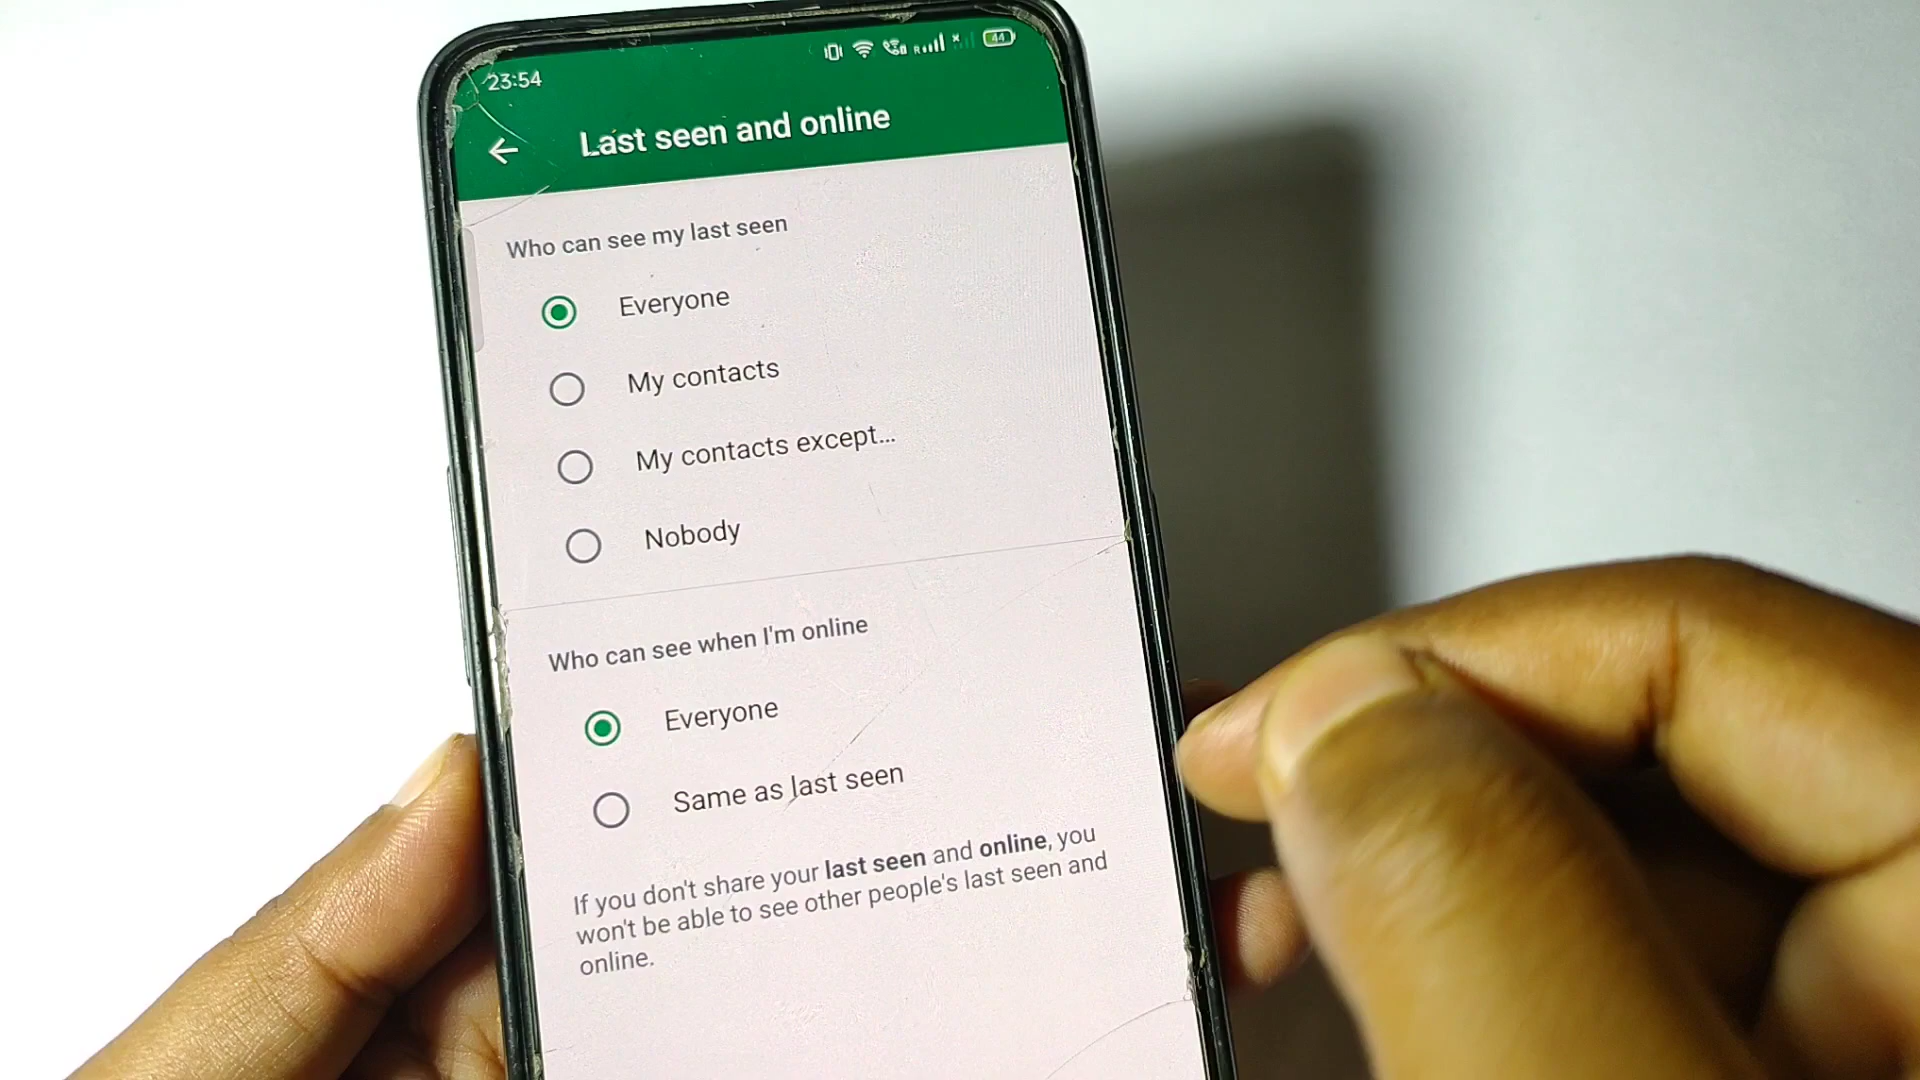 23:54
R
44
Last seen and online
Who can see my last seen
Everyone
My contacts
My contacts except...
Nobody
Who can see when I'm online
Everyone
Same as last seen
If you don't share your last seen and online, you
won't be able to see other people's last seen and
online.